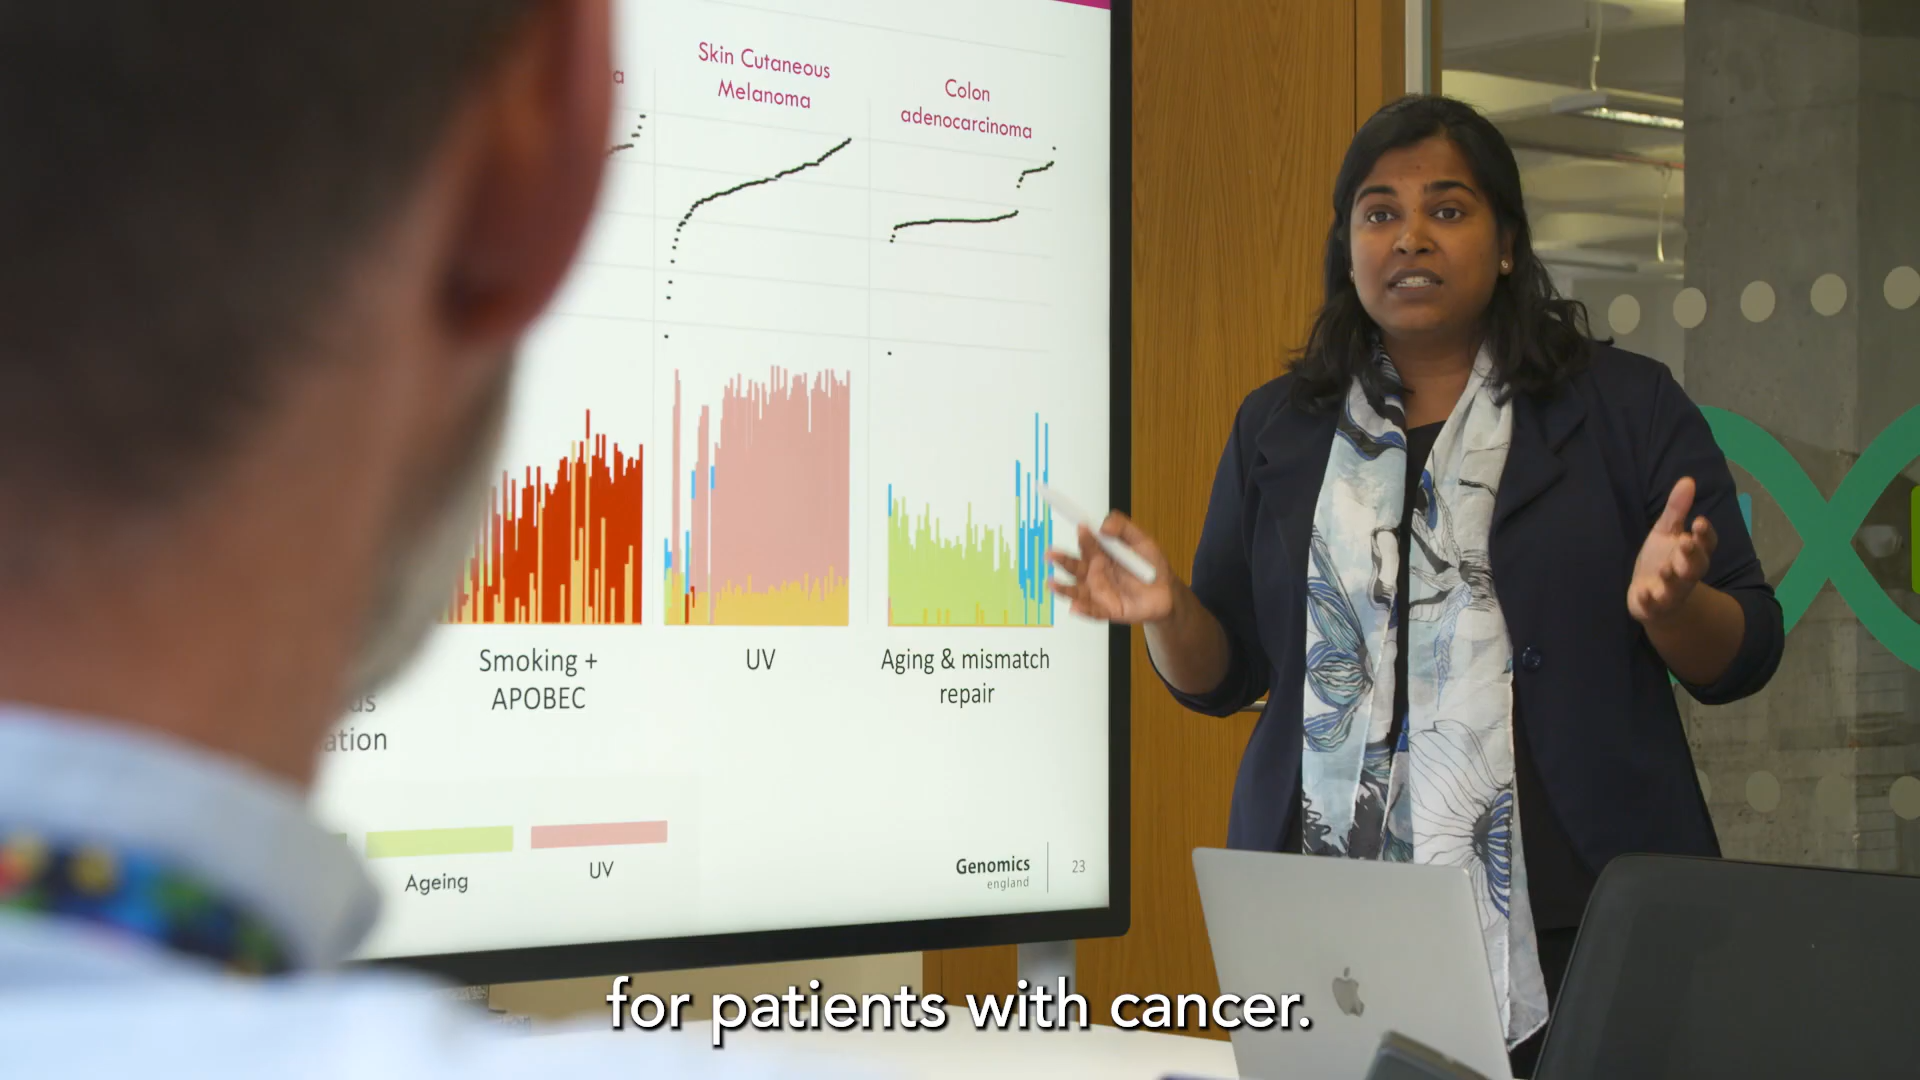 Skin Cutaneous
Melanoma
Colon
adenocarcinoma
Smoking +
APOBEC
UV
Aging & mismatch
repair
Ageing
UV
Genomics
england
23
for patients with cancer.